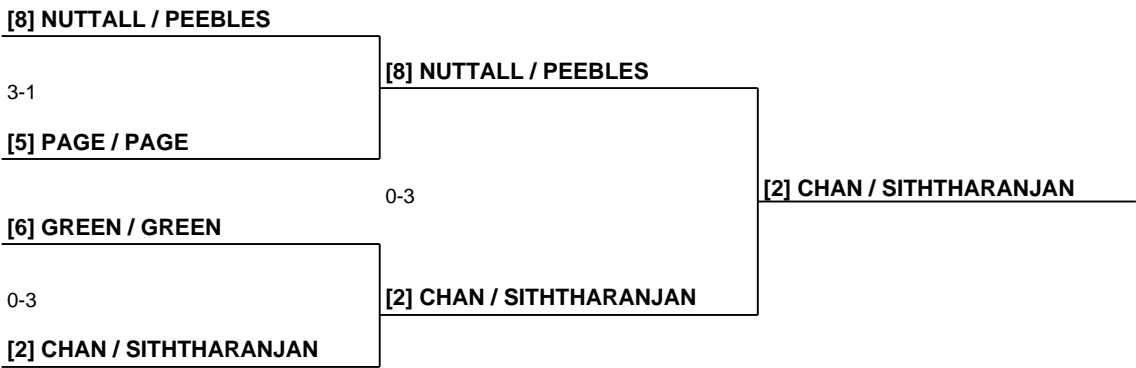 [8] NUTTALL / PEEBLES
[8] NUTTALL / PEEBLES
3-1
[5] PAGE / PAGE
[2] CHAN / SITHTHARANJAN
0-3
[6] GREEN / GREEN
0-3
[2] CHAN / SITHTHARANJAN
[2] CHAN / SITHTHARANJAN